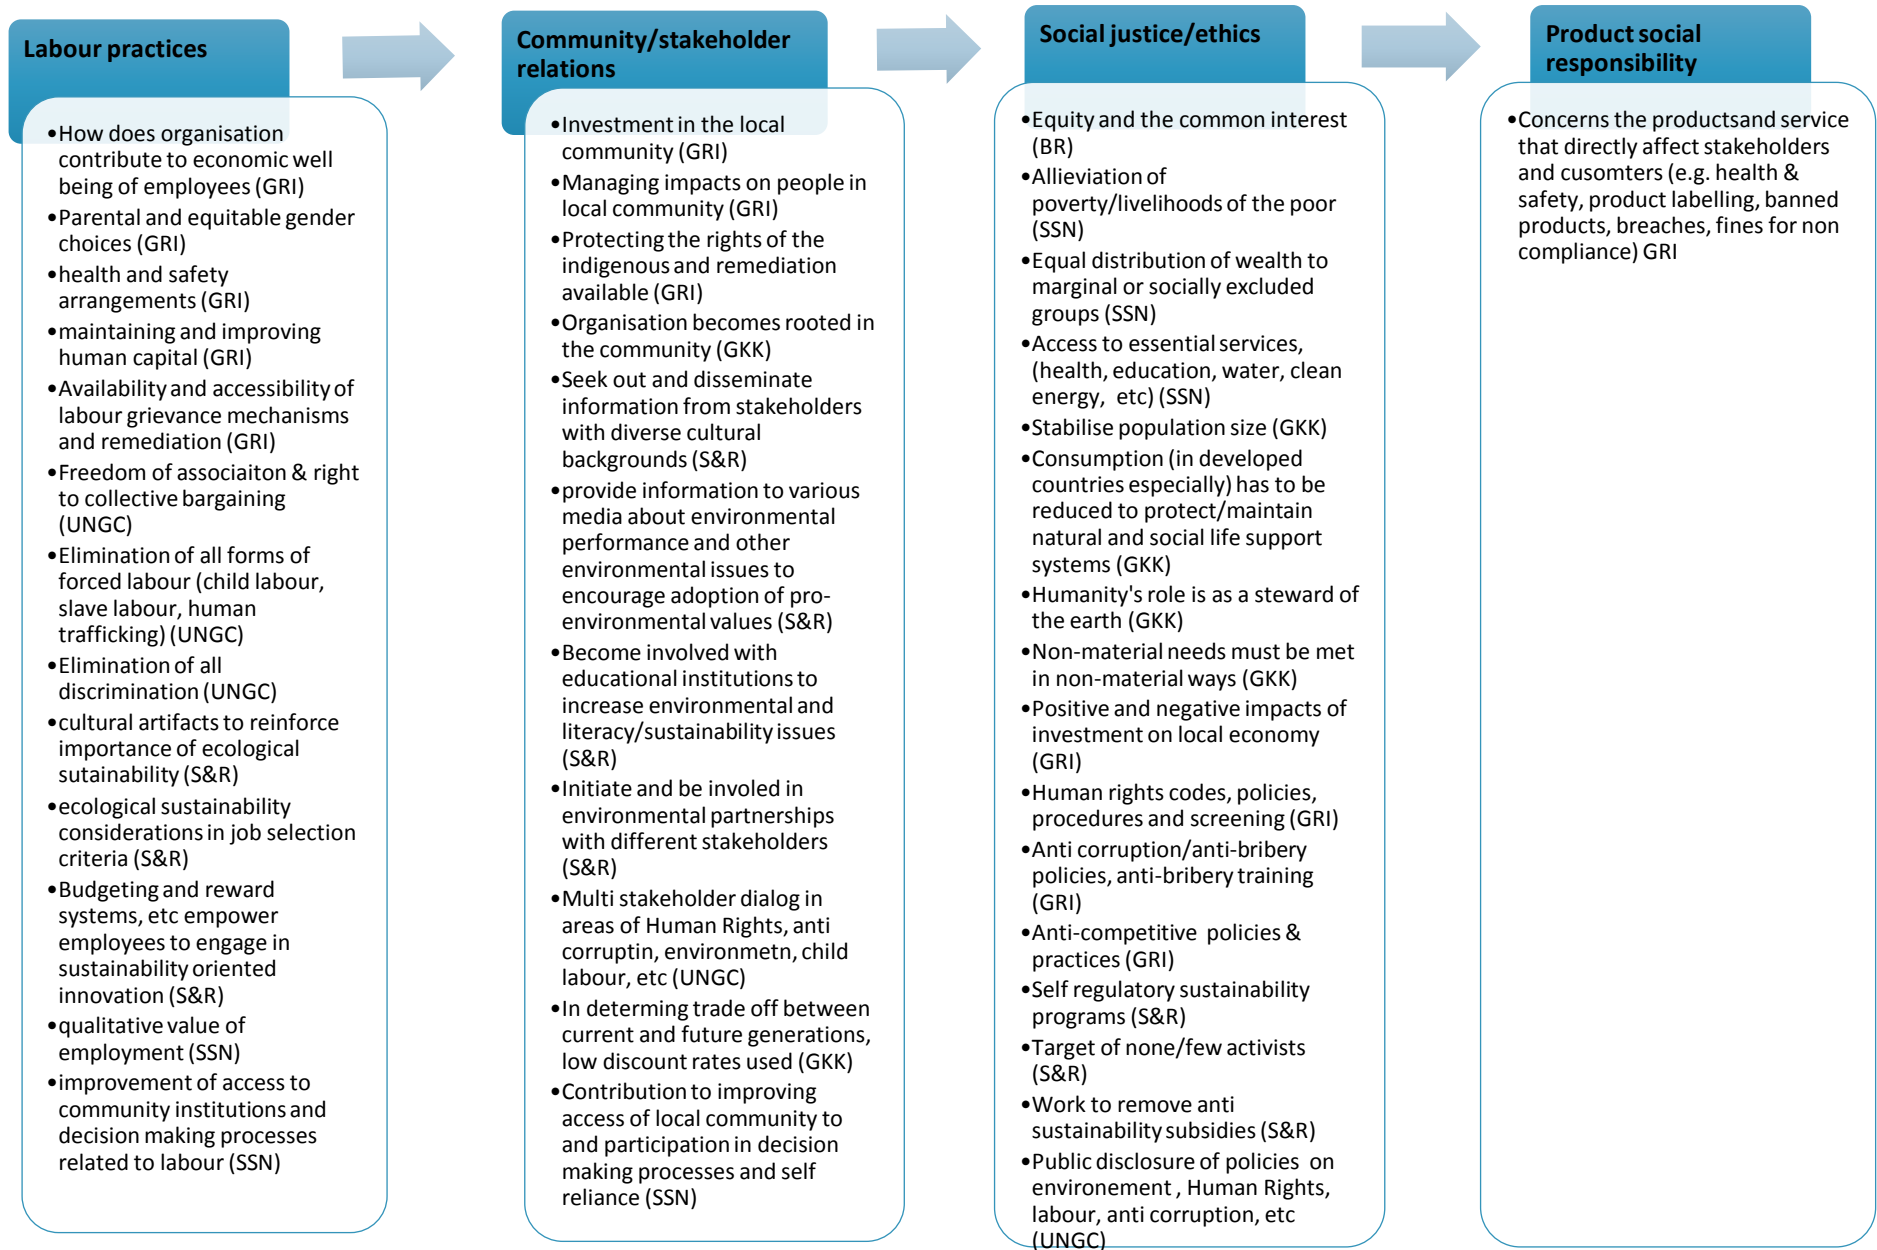 Labour practices
•How does organisation
contribute to economic well
being of employees (GRI)
•Parental and equitable gender
choices (GRI)
•health and safety
arrangements (GRI)
•maintaining and improving
human capital (GRI)
•Availability and accessibility of
labour grievance mechanisms
and remediation (GRI)
•Freedom of associaiton & right
to collective bargaining
(UNGC)
•Elimination of all forms of
forced labour (child labour,
slave labour, human
trafficking) (UNGC)
•Elimination of all
discrimination (UNGC)
•cultural artifacts to reinforce
importance of ecological
sutainability (S&R)
•ecological sustainability
considerations in job selection
criteria (S&R)
•Budgeting and reward
systems, etc empower
employees to engage in
sustainability oriented
innovation (S&R)
•qualitative value of
employment (SSN)
•improvement of access to
community institutions and
decision making processes
related to labour (SSN)
Community/stakeholder
relations
•Investment in the local
community (GRI)
•Managing impacts on people in
local community (GRI)
•Protecting the rights of the
indigenous and remediation
available (GRI)
•Organisation becomes rooted in
the community (GKK)
•Seek out and disseminate
information from stakeholders
with diverse cultural
backgrounds (S&R)
•provide information to various
media about environmental
performance and other
environmental issues to
encourage adoption of pro-
environmental values (S&R)
•Become involved with
educational institutions to
increase environmental and
literacy/sustainability issues
(S&R)
•Initiate and be involed in
environmental partnerships
with different stakeholders
(S&R)
•Multi stakeholder dialog in
areas of Human Rights, anti
corruptin, environmetn, child
labour, etc (UNGC)
•In determing trade off between
current and future generations,
low discount rates used (GKK)
•Contribution to improving
access of local community to
and participation in decision
making processes and self
reliance (SSN)
Social justice/ethics
•Equity and the common interest
(BR)
•Allieviation of
poverty/livelihoods of the poor
(SSN)
•Equal distribution of wealth to
marginal or socially excluded
groups (SSN)
•Access to essential services,
(health, education, water, clean
energy, etc) (SSN)
•Stabilise population size (GKK)
•Consumption (in developed
countries especially) has to be
reduced to protect/maintain
natural and social life support
systems (GKK)
•Humanity's role is as a steward of
the earth (GKK)
•Non-material needs must be met
in non-material ways (GKK)
•Positive and negative impacts of
investment on local economy
(GRI)
•Human rights codes, policies,
procedures and screening (GRI)
•Anti corruption/anti-bribery
policies, anti-bribery training
(GRI)
•Anti-competitive policies &
practices (GRI)
•Self regulatory sustainability
programs (S&R)
•Target of none/few activists
(S&R)
•Work to remove anti
sustainability subsidies (S&R)
•Public disclosure of policies on
environement , Human Rights,
labour, anti corruption, etc
(UNGC)
Product social
responsibility
•Concerns the productsand service
that directly affect stakeholders
and cusomters (e.g. health &
safety, product labelling, banned
products, breaches, fines for non
compliance) GRI